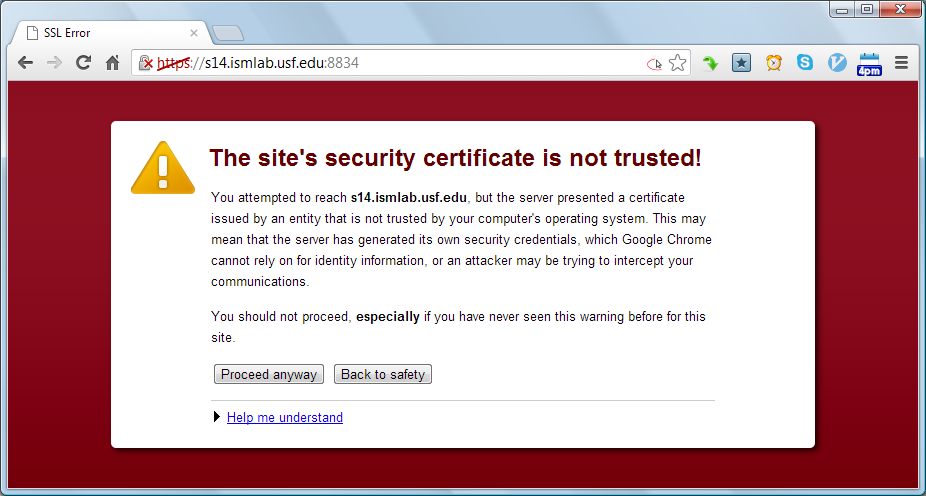 SSL Error
https://s14.ismlab.usf.edu:8834
4pm
The site's security certificate is not trusted!
You attempted to reach s14.ismlab.usf.edu, but the server presented a certificate
issued by an entity that is not trusted by your computer's operating system. This may
mean that the server has generated its own security credentials, which Google Chrome
cannot rely on for identity information, or an attacker may be trying to intercept your
communications.
You should not proceed, especially if you have never seen this warning before for this
site.
Proceed anyway Back to safety
Help me understand